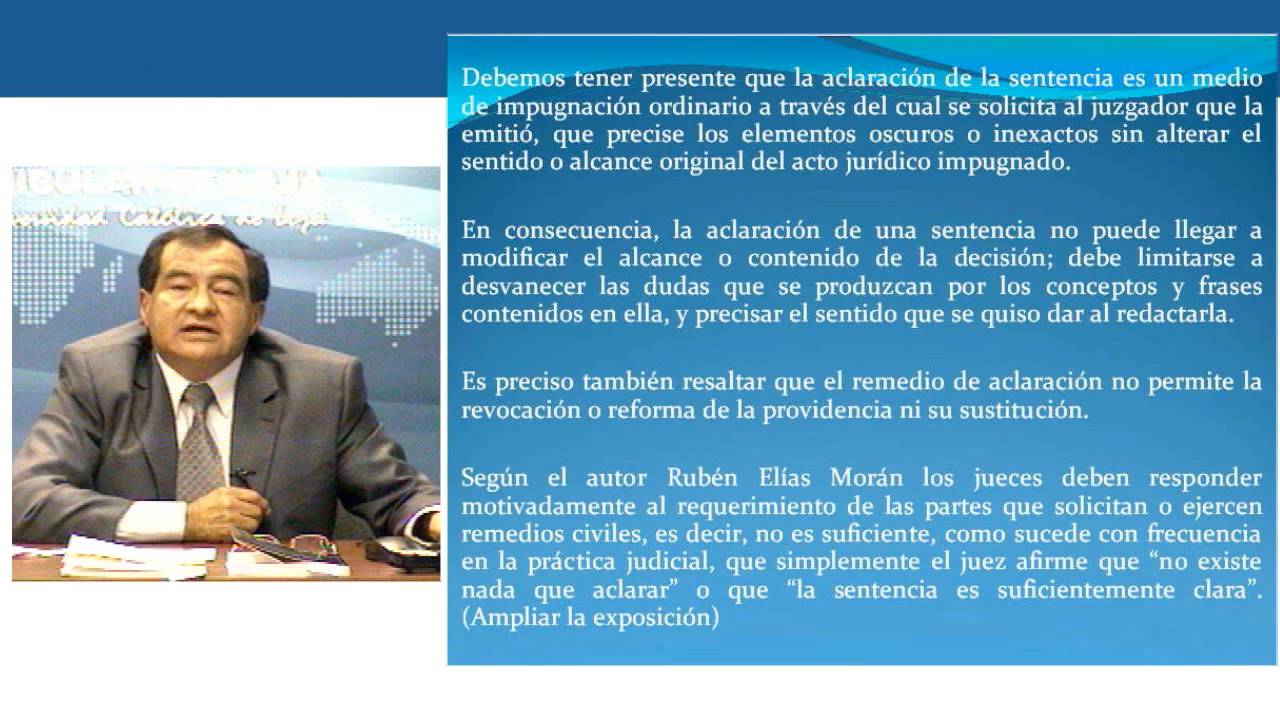 Católica de Loja
Debemos tener presente que la aclaración de la sentencia es un medio
de impugnación ordinario a través del cual se solicita al juzgador que la
emitió, que precise los elementos oscuros o inexactos sin alterar el
sentido o alcance original del acto jurídico impugnado.
En consecuencia, la aclaración de una sentencia no puede llegar a
modificar el alcance o contenido de la decisión; debe limitarse a
desvanecer las dudas que se produzcan por los conceptos y frases
contenidos en ella, y precisar el sentido que se quiso dar al redactarla.
Es preciso también resaltar que el remedio de aclaración no permite la
revocación o reforma de la providencia ni su sustitución.
Según el autor Rubén Elías Morán los jueces deben responder
motivadamente al requerimiento de las partes que solicitan o ejercen
remedios civiles, es decir, no es suficiente, como sucede con frecuencia
en la práctica judicial, que simplemente el juez afirme que “no existe
nada que aclarar” o que “la sentencia es suficientemente clara”.
(Ampliar la exposición)